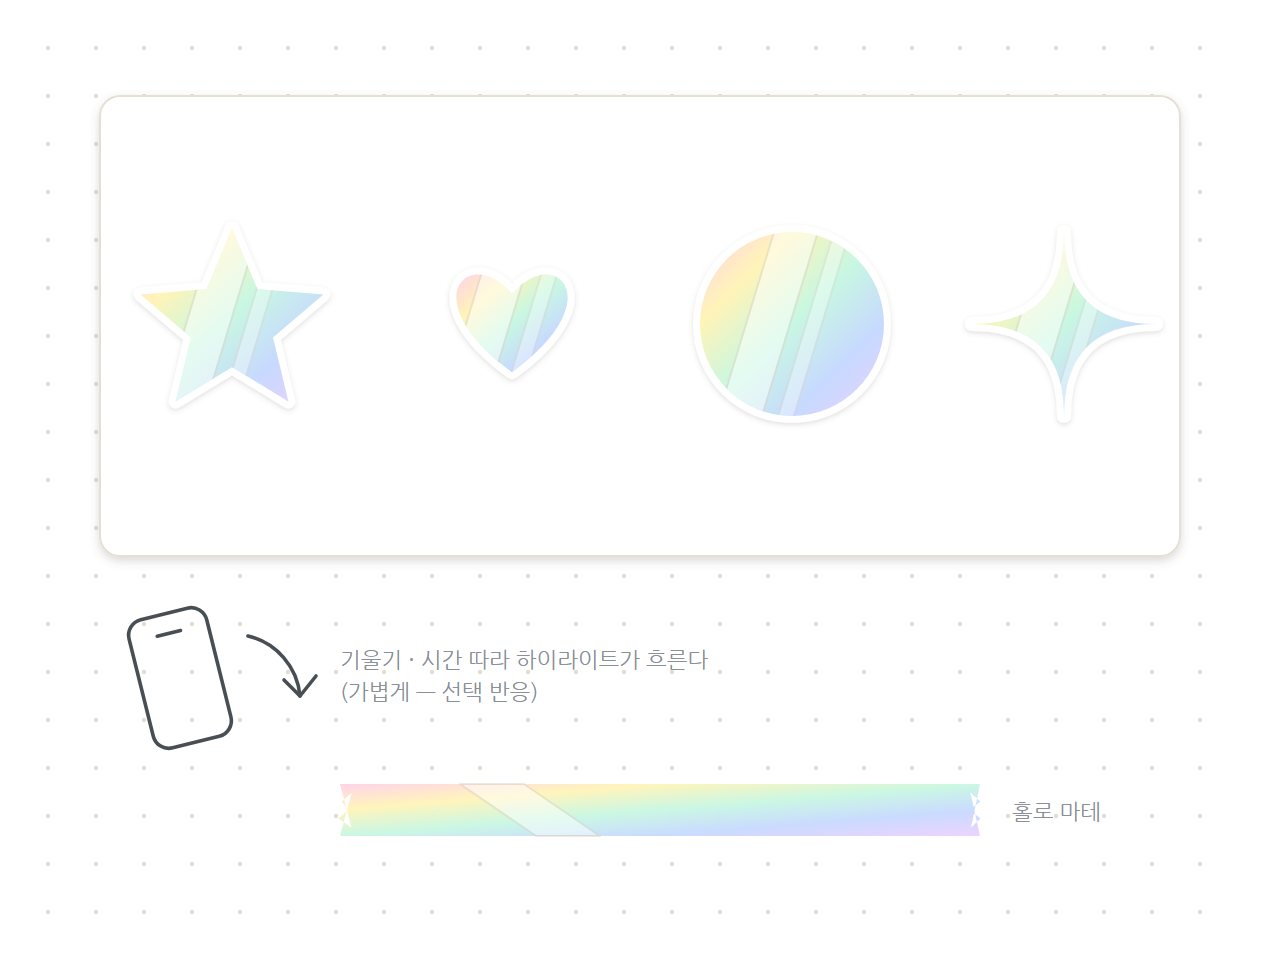 기울기 · 시간 따라 하이라이트가 흐른다
(가볍게 — 선택 반응)
홀로 마테